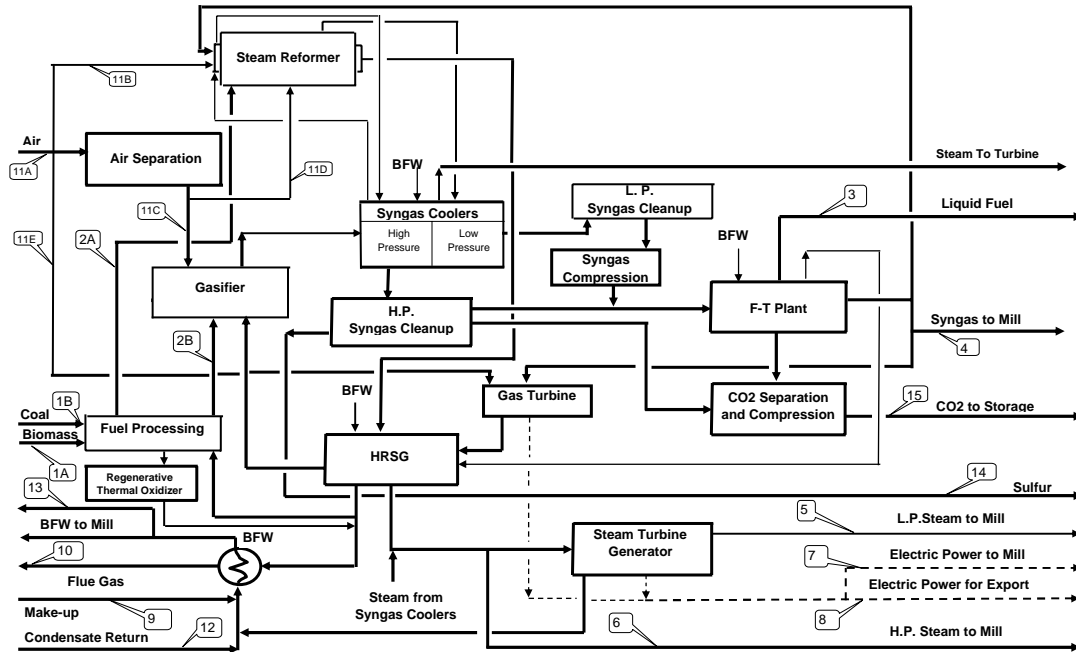 Steam Reformer
11B
Air
11A
Air Separation
11D
BFW
Steam To Turbine
L. P.
Syngas Cleanup
3
Liquid Fuel
11C
Syngas Coolers
High
Pressure
Low
Pressure
11E
2A
BFW
Syngas
Compression
Gasifier
F-T Plant
H.P.
Syngas Cleanup
Syngas to Mill
4
2B
BFW
Gas Turbine
CO2 Separation
and Compression
15
CO2 to Storage
1B
Coal
Fuel Processing
Biomass
1A
HRSG
Regenerative
Thermal Oxidizer
14
Sulfur
13
BFW to Mill
BFW
5
L.P.Steam to Mill
Steam Turbine
Generator
10
7
Electric Power to Mill
Flue Gas
Electric Power for Export
Steam from
Syngas Coolers
Make-up
9
8
Condensate Return
12
6
H.P. Steam to Mill